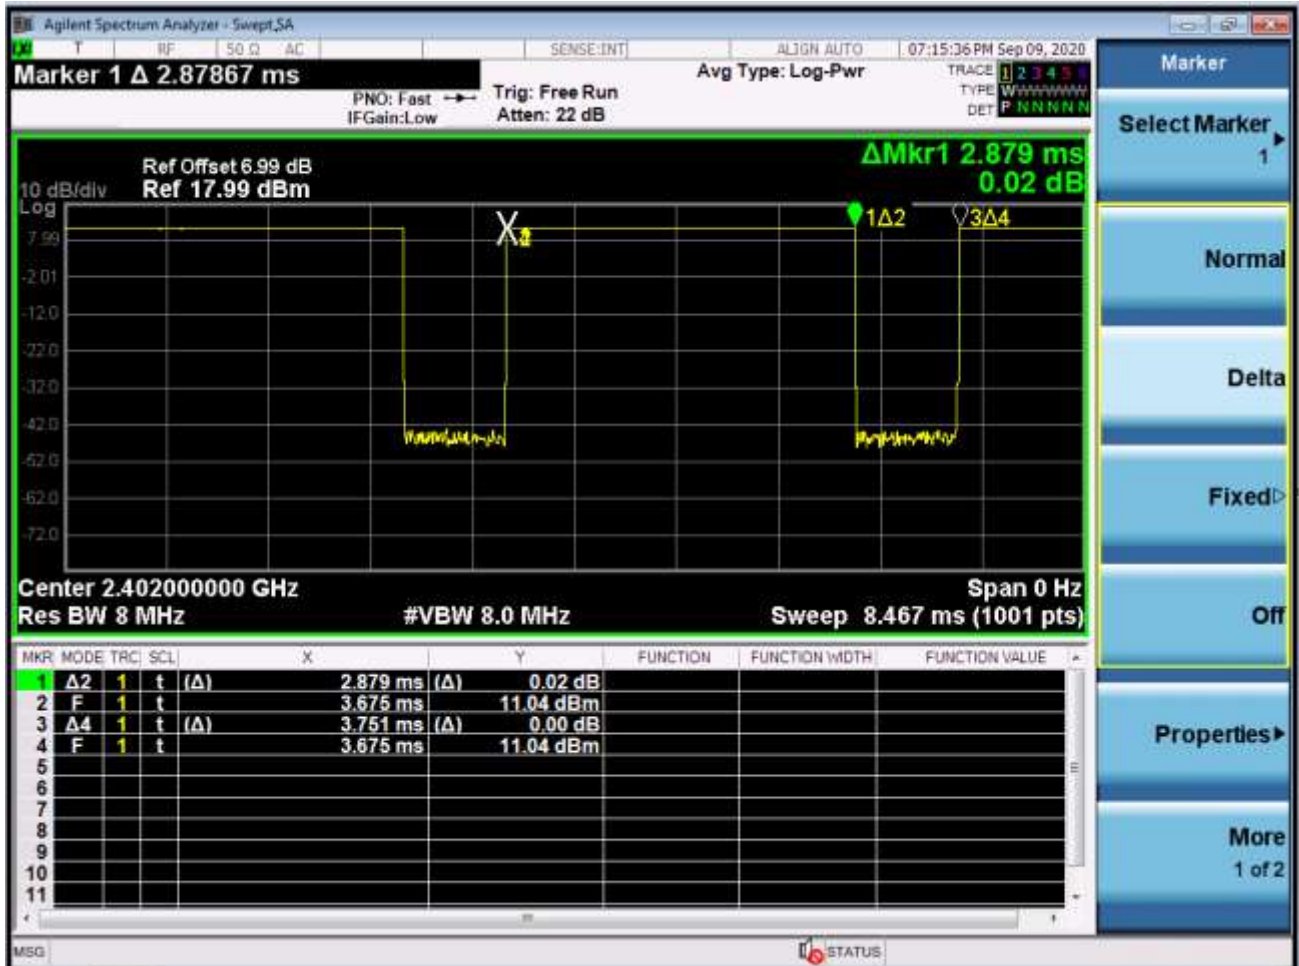 Agilent Spectrum Analyzer - Swept SA
T RF 50 Ω AC SENSE:INT ALIGN AUTO 07:15:36 PM Sep 09, 2020
Marker 1 Δ 2.87867 ms
Avg Type: Log-Pwr
TRACE 1 2 3 4 5 6
TYPE W W W W W W
DET P N N N N N
PNO: Fast
IFGain:Low
Trig: Free Run
Atten: 22 dB
ΔMkr1 2.879 ms
0.02 dB
Ref Offset 6.99 dB
10 dB/div Ref 17.99 dBm
Log
7.99
-2.01
-12.0
-22.0
-32.0
-42.0
-52.0
-62.0
-72.0
1Δ2
3Δ4
Center 2.402000000 GHz Span 0 Hz
Res BW 8 MHz #VBW 8.0 MHz Sweep 8.467 ms (1001 pts)
MKR MODE TRC SCL X Y FUNCTION FUNCTION WIDTH FUNCTION VALUE
1 Δ2 1 t (Δ) 2.879 ms (Δ) 0.02 dB
2 F 1 t 3.675 ms 11.04 dBm
3 Δ4 1 t (Δ) 3.751 ms (Δ) 0.00 dB
4 F 1 t 3.675 ms 11.04 dBm
5
6
7
8
9
10
11
MSG STATUS
Marker
Select Marker
1
Normal
Delta
Fixed
Off
Properties
More
1 of 2